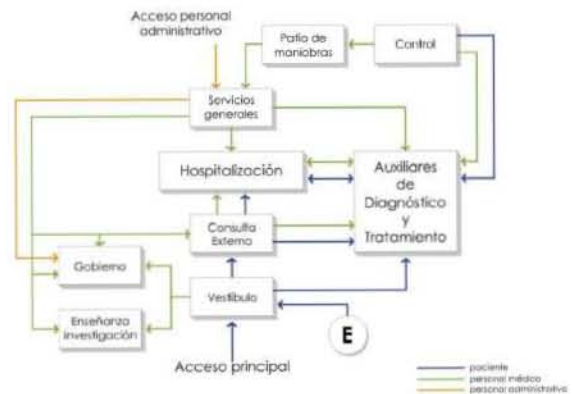 Acceso personal
administrativo
Patio de
maniobras
Control
Servicios
generales
Hospitalización
Auxiliares
de
Diagnóstico
y
Tratamiento
Consulta
Externa
Gobierno
Vestíbulo
Enseñanza
investigación
E
Acceso principal
paciente
personal médico
personal administrativo